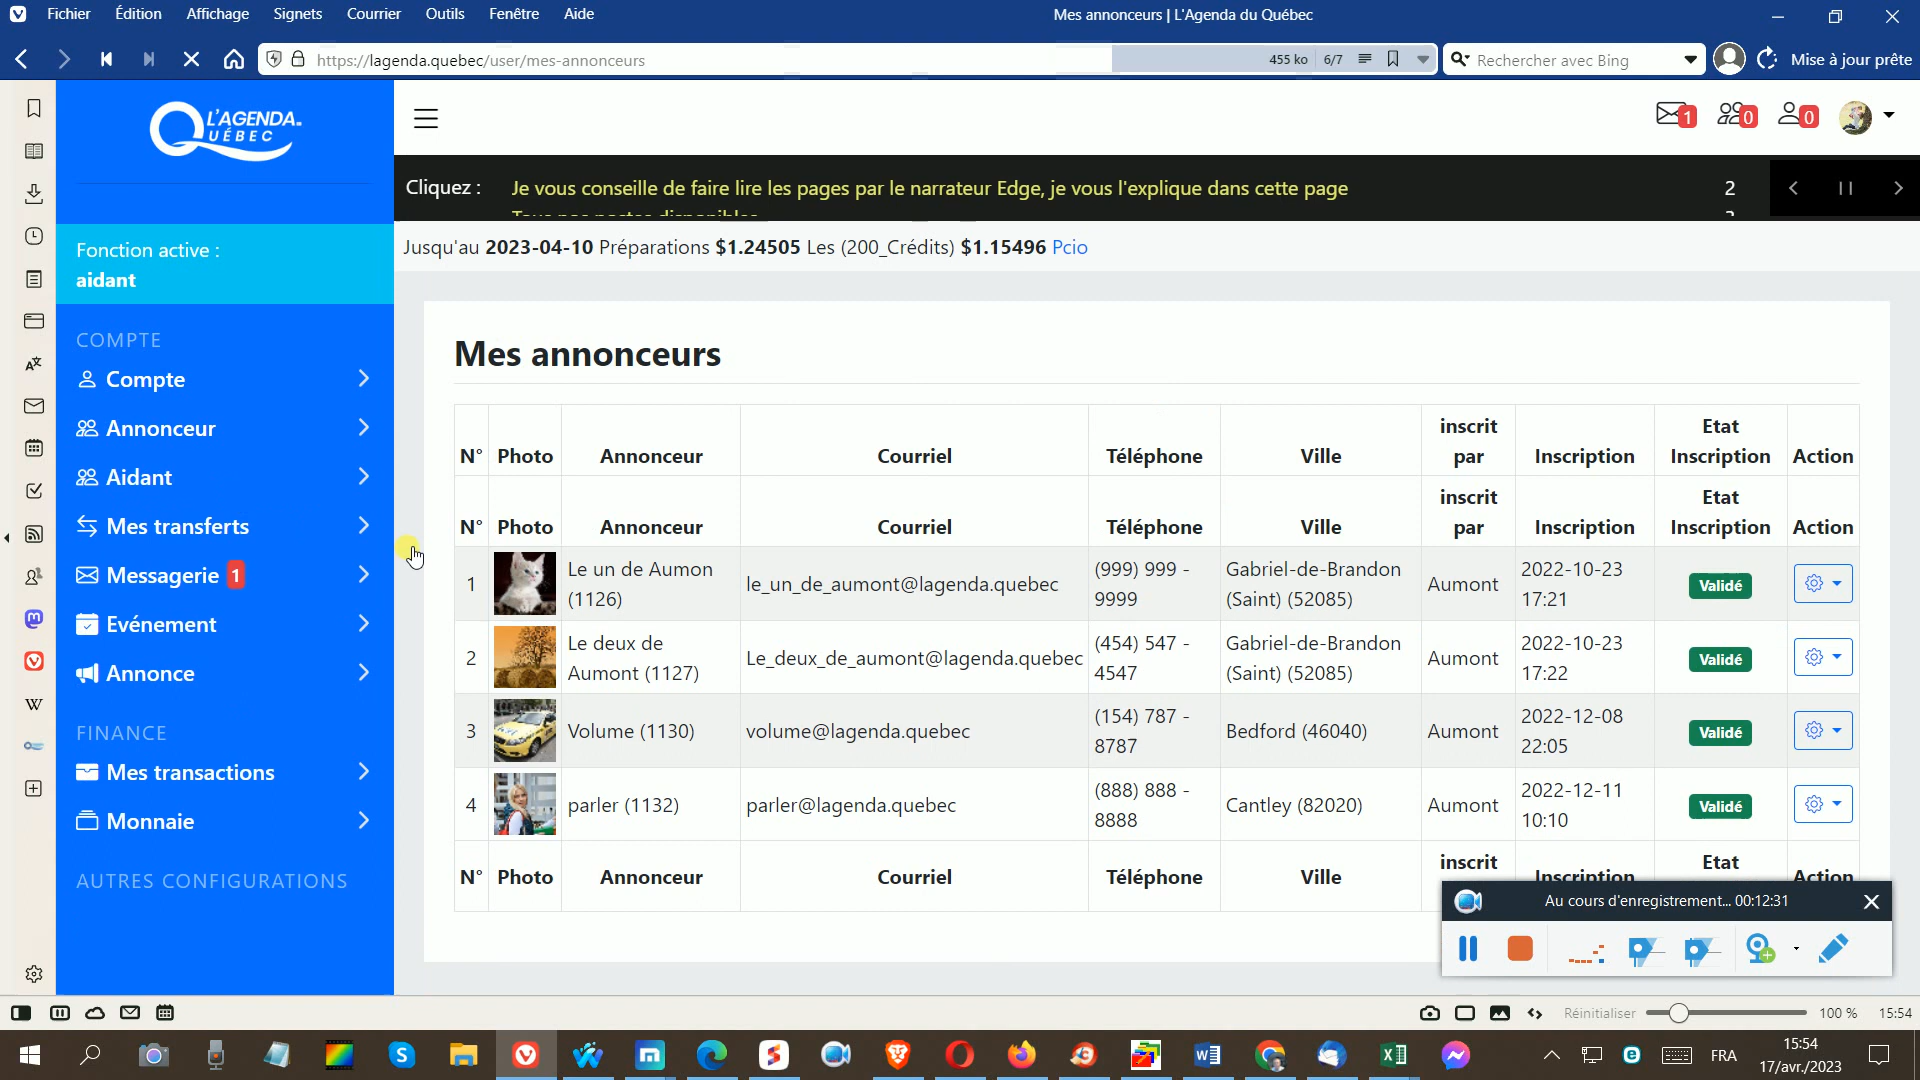 Fichier Édition Affichage Signets Courrier Outils Fenêtre Aide
Mes annonceurs | L'Agenda du Québec
https://lagenda.quebec/user/mes-annonceurs
455 ko 6/7
Rechercher avec Bing
Mise à jour prête
L'AGENDA.
UÉBEC
1 0 0
Cliquez : Je vous conseille de faire lire les pages par le narrateur Edge, je vous l'explique dans cette page 2
Jusqu'au 2023-04-10 Préparations $1.24505 Les (200_Crédits) $1.15496 Pcio
Fonction active :
aidant
COMPTE
Compte
Annonceur
Aidant
Mes transferts
Messagerie 1
Evénement
Annonce
FINANCE
Mes transactions
Monnaie
AUTRES CONFIGURATIONS
Mes annonceurs
N° Photo Annonceur Courriel Téléphone Ville inscrit par Inscription Etat Inscription Action
N° Photo Annonceur Courriel Téléphone Ville inscrit par Inscription Etat Inscription Action
1 Le un de Aumon (1126) le_un_de_aumont@lagenda.quebec (999) 999 - 9999 Gabriel-de-Brandon (Saint) (52085) Aumont 2022-10-23 17:21 Validé
2 Le deux de Aumont (1127) Le_deux_de_aumont@lagenda.quebec (454) 547 - 4547 Gabriel-de-Brandon (Saint) (52085) Aumont 2022-10-23 17:22 Validé
3 Volume (1130) volume@lagenda.quebec (154) 787 - 8787 Bedford (46040) Aumont 2022-12-08 22:05 Validé
4 parler (1132) parler@lagenda.quebec (888) 888 - 8888 Cantley (82020) Aumont 2022-12-11 10:10 Validé
N° Photo Annonceur Courriel Téléphone Ville inscrit Inscription Etat Action
Au cours d'enregistrement... 00:12:31
Réinitialiser 100 % 15:54
FRA
15:54
17/avr./2023